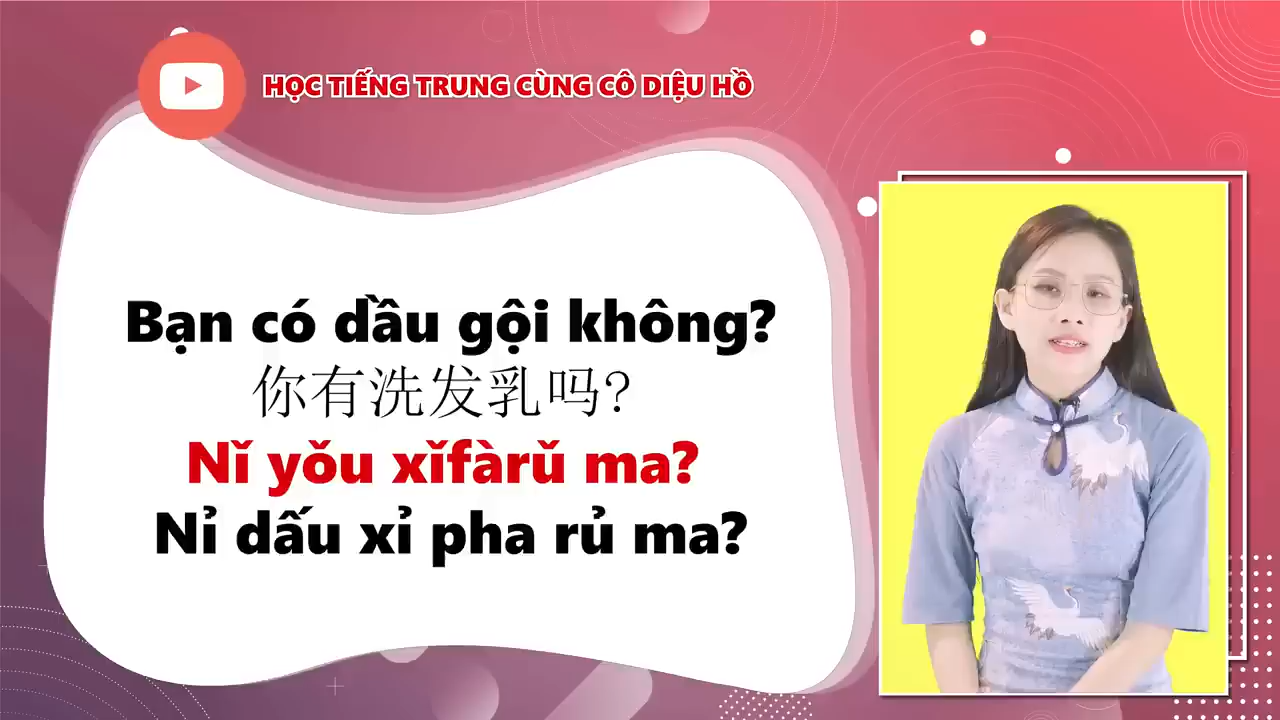 HỌC TIẾNG TRUNG CÙNG CÔ DIỆU HỒ
Bạn có dầu gội không?
你有洗发乳吗?
Nǐ yǒu xǐfàrǔ ma?
Nỉ dấu xỉ pha rủ ma?